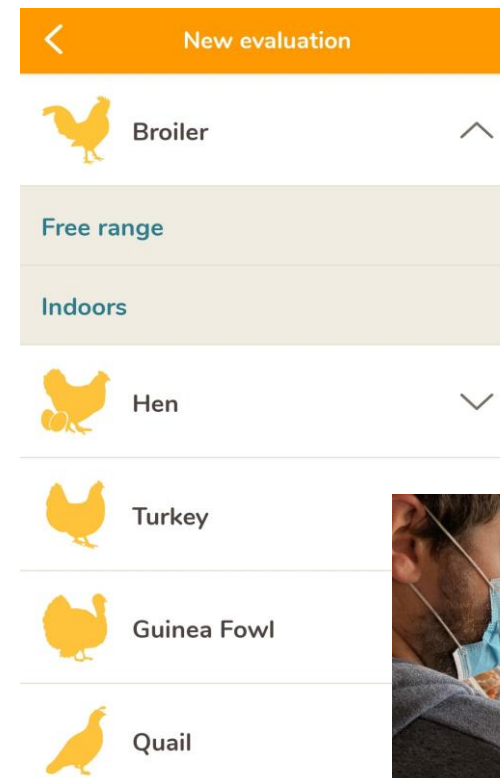 New evaluation
Broiler
Free range
Indoors
Hen
Turkey
Guinea Fowl
Quail